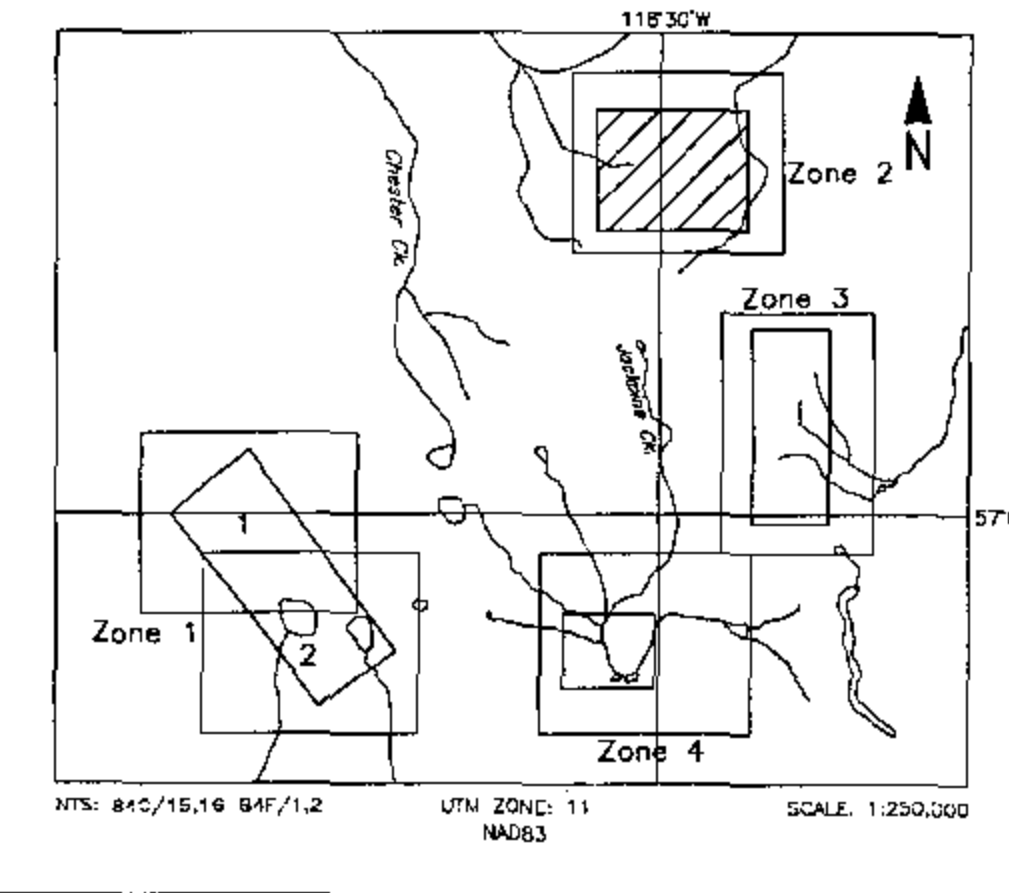 118°30'W
N
Zone 2
Chester Ck.
Zone 3
Jackpine Ck.
1
57°
Zone 1
2
Zone 4
NTS: 84C/15,16 84F/1,2
UTM ZONE: 11
SCALE. 1:250,000
NAD83